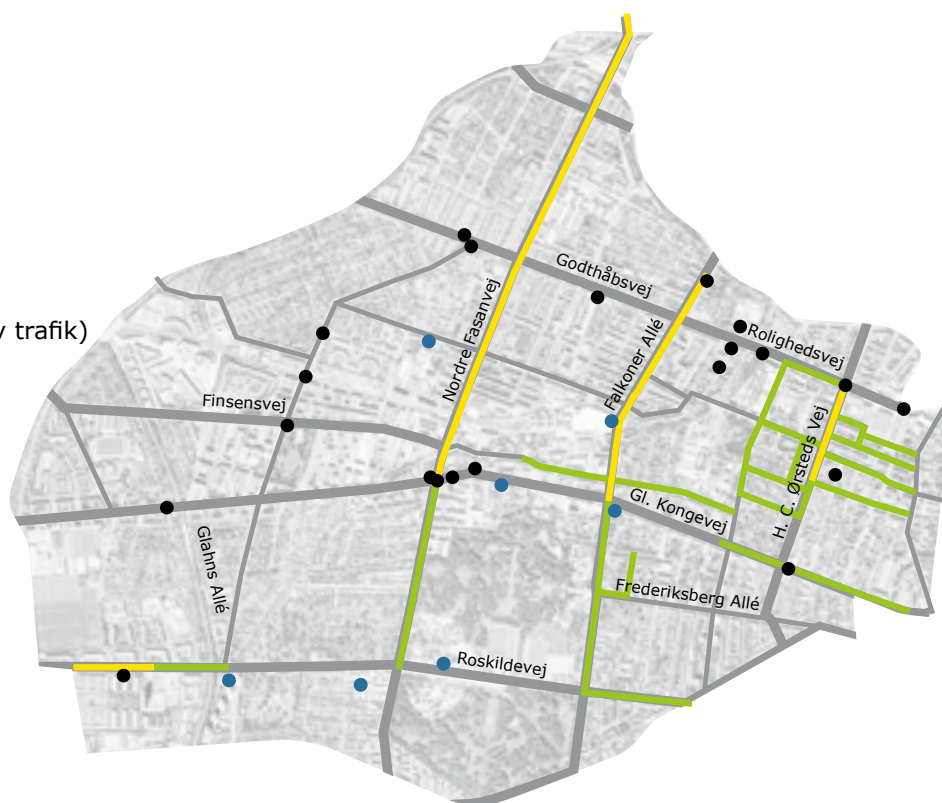 Godthåbsvej
Nordre Fasanvej
trafik)
Rolighedsvej
Falkoner Allé
Finsensvej
H. C. Ørsteds Vej
Gl. Kongevej
Glahns Allé
Frederiksberg Allé
Roskildevej